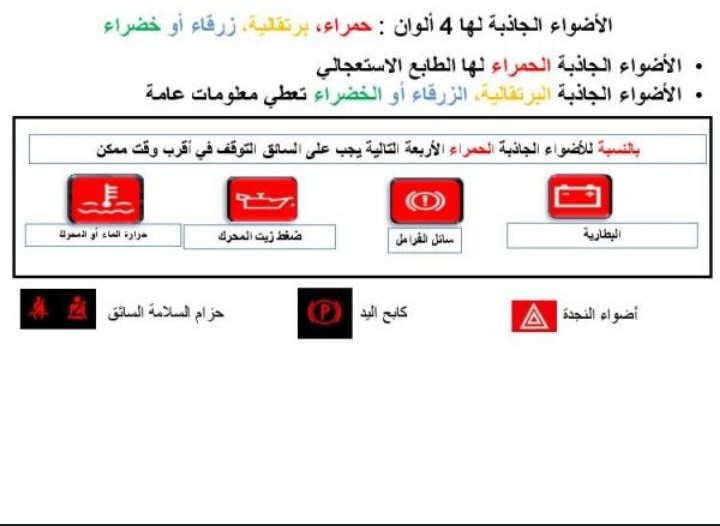 الأضواء الجاذبة لها 4 ألوان : حمراء، برتقالية، زرقاء أو خضراء
• الأضواء الجاذبة الحمراء لها الطابع الاستعجالي
• الأضواء الجاذبة البرتقالية، الزرقاء أو الخضراء تعطي معلومات عامة
بالنسبة للأضواء الجاذبة الحمراء الأربعة التالية يجب على السائق التوقف في أقرب وقت ممكن
البطارية
سائل الفرامل
ضغط زيت المحرك
حرارة الماء أو المحرك
أضواء النجدة
كابح اليد
P
حزام السلامة السائق